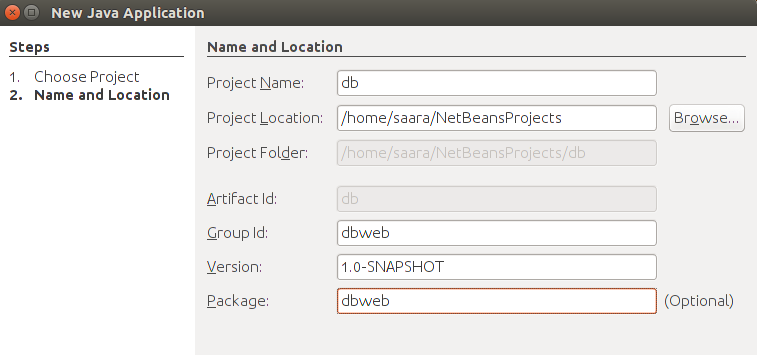 New Java Application
Steps
1. Choose Project
2. Name and Location
Name and Location
Project Name: db
Project Location: /home/saara/NetBeansProjects Browse...
Project Folder: /home/saara/NetBeansProjects/db
Artifact Id: db
Group Id: dbweb
Version: 1.0-SNAPSHOT
Package: dbweb (Optional)